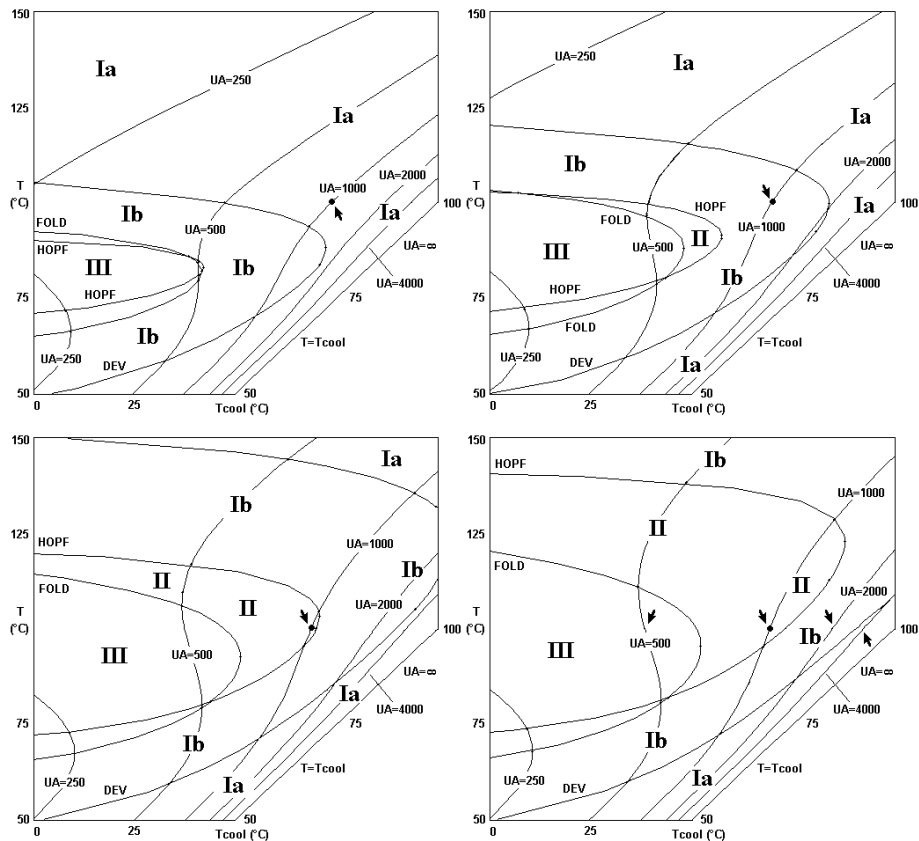 150
Ia
UA=250
125
Ia
T
(°C)
UA=1000
UA=2000
Ia
100
FOLD
Ib
UA=500
HOPF
III
Ib
UA=∞
UA=4000
HOPF
75
75
Ib
UA=250
T=Tcool
DEV
50
0
25
50
Tcool (°C)
150
UA=250
Ia
125
Ia
Ib
T
(°C)
HOPF
Ia
100
FOLD
UA=1000
II
UA=500
III
UA=∞
Ib
UA=4000
HOPF
75
75
FOLD
UA=250
T=Tcool
DEV
Ia
50
0
25
50
Tcool (°C)
150
Ia
Ib
125
HOPF
UA=1000
II
Ib
FOLD
II
UA=2000
T
(°C)
100
III
UA=500
UA=∞
Ia
UA=4000
75
75
Ib
UA=250
T=Tcool
DEV
Ia
50
0
25
50
Tcool (°C)
150
Ib
HOPF
UA=1000
125
II
FOLD
II
UA=2000
T
(°C)
Ib
100
III
UA=500
UA=∞
UA=4000
75
75
Ib
UA=250
T=Tcool
DEV
Ia
50
0
25
50
Tcool (°C)